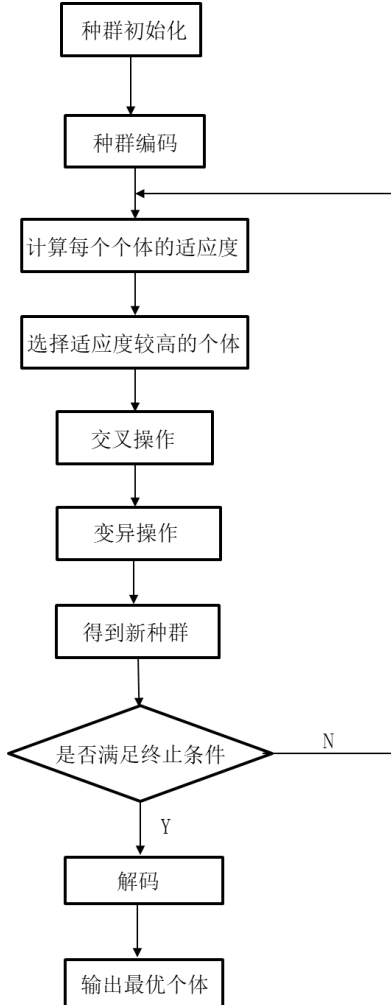 种群初始化
种群编码
计算每个个体的适应度
选择适应度较高的个体
交叉操作
变异操作
得到新种群
是否满足终止条件
N
Y
解码
输出最优个体